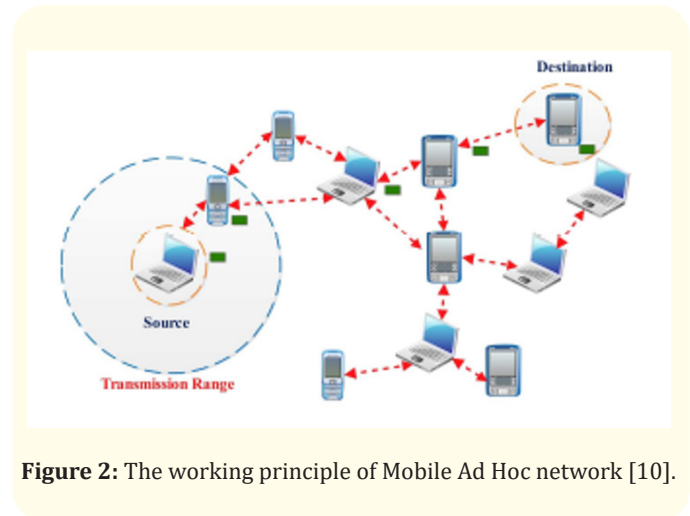 Destination
Source
Transmission Range
Figure 2: The working principle of Mobile Ad Hoc network [10].